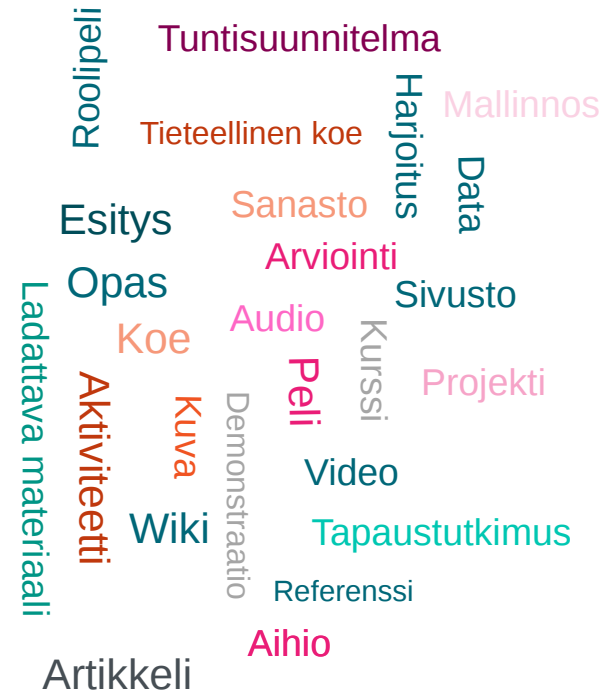 Roolipeli
Tuntisuunnitelma
Harjoitus
Mallinnos
Tieteellinen koe
Data
Sanasto
Esitys
Arviointi
Opas
Sivusto
Ladattava materiaali
Audio
Koe
Kurssi
Peli
Projekti
Aktiviteetti
Kuva
Demonstraatio
Video
Wiki
Tapaustutkimus
Referenssi
Aihio
Artikkeli